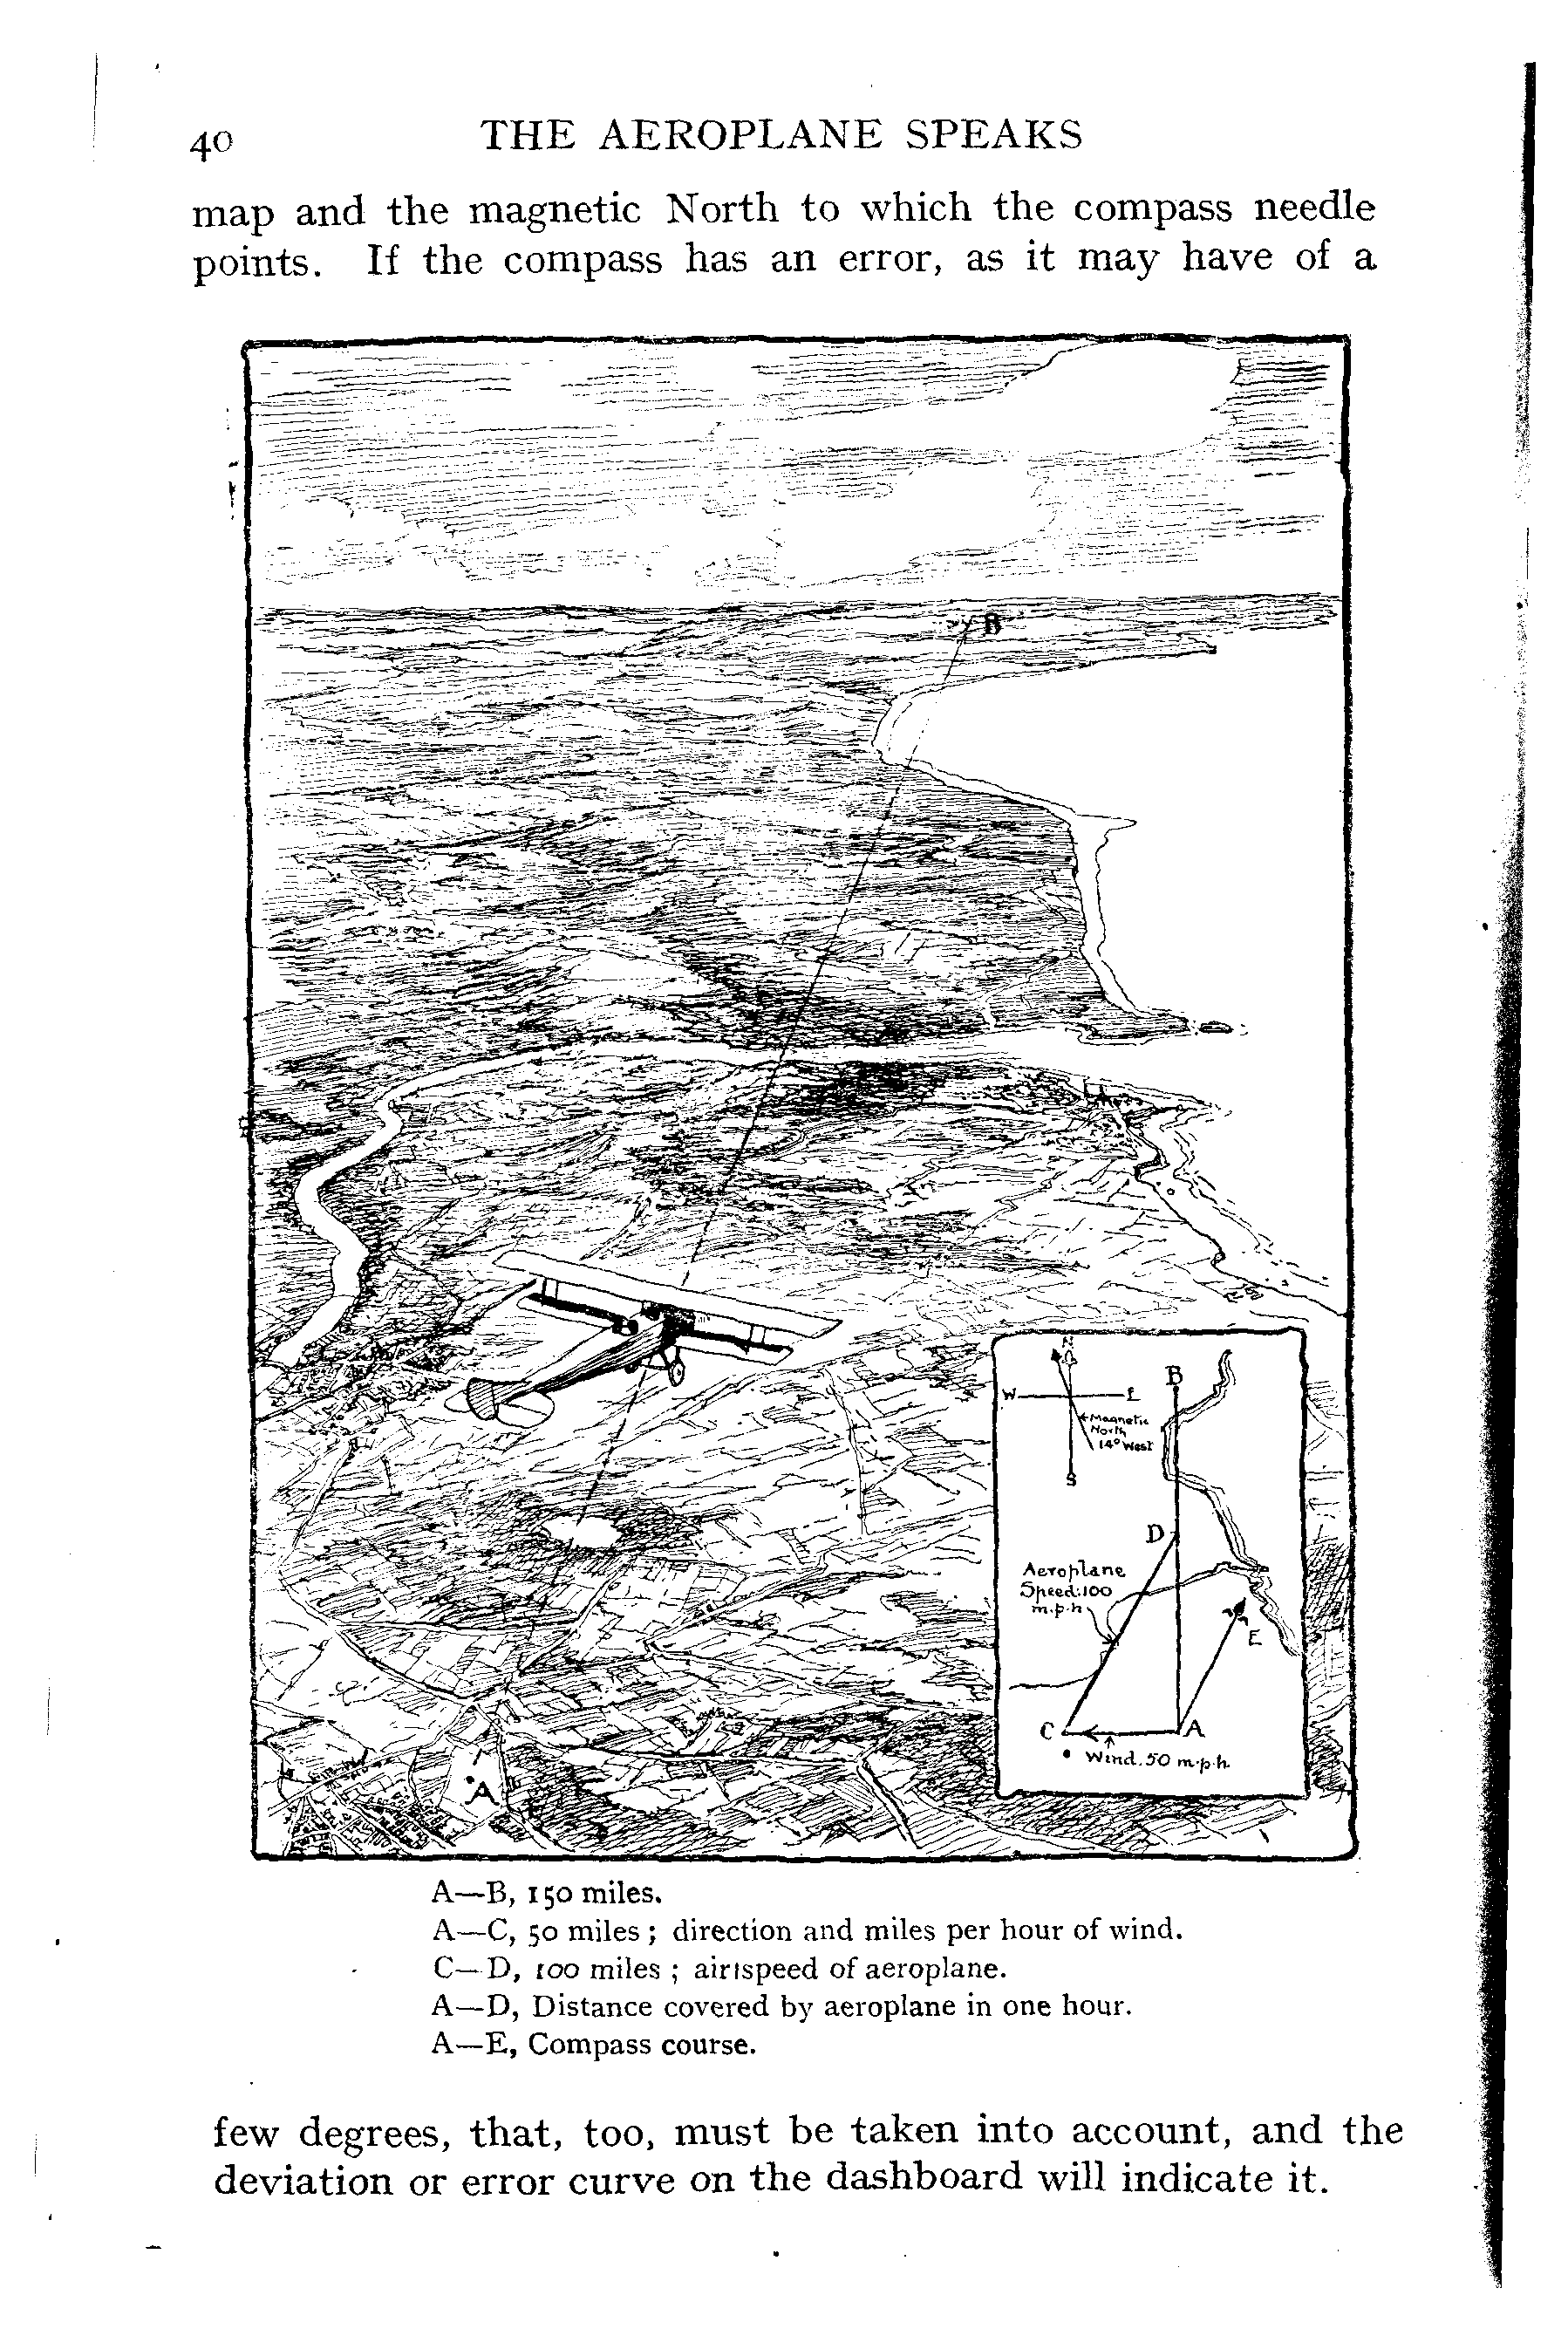 40
THE AEROPLANE SPEAKS
map and the magnetic North to which the compass needle
points. If the compass has an error, as it may have of a
B
N
W
E
Magnetic
North
14° West
S
B
D
Aeroplane
Speed:100
m.p.h
E
C
A
Wind. 50 m.p.h.
A
A—B, 150 miles.
A—C, 50 miles ; direction and miles per hour of wind.
C—D, 100 miles ; airspeed of aeroplane.
A—D, Distance covered by aeroplane in one hour.
A—E, Compass course.
few degrees, that, too, must be taken into account, and the
deviation or error curve on the dashboard will indicate it.